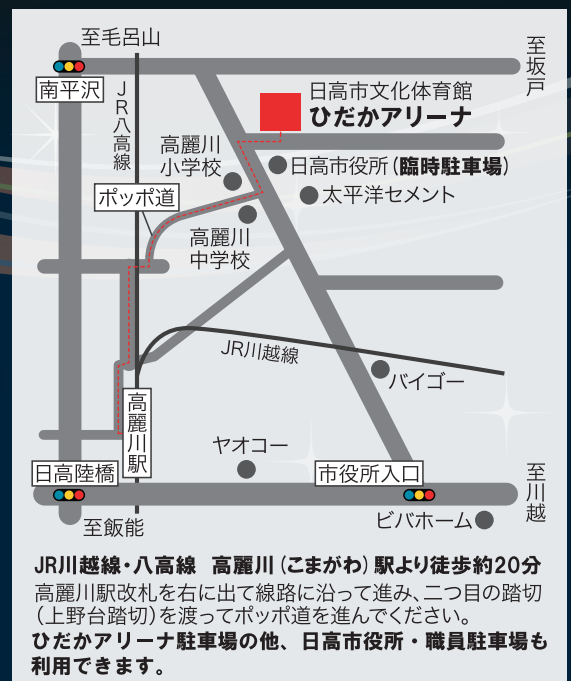 至毛呂山
至坂戸
南平沢
JR八高線
日高市文化体育館
ひだかアリーナ
高麗川
小学校
日高市役所(臨時駐車場)
太平洋セメント
ポッポ道
高麗川
中学校
JR川越線
バイゴー
高麗川駅
ヤオコー
日高陸橋
市役所入口
至川越
至飯能
ビバホーム
JR川越線・八高線 高麗川(こまがわ)駅より徒歩約20分
高麗川駅改札を右に出て線路に沿って進み、二つ目の踏切
(上野台踏切)を渡ってポッポ道を進んでください。
ひだかアリーナ駐車場の他、日高市役所・職員駐車場も
利用できます。